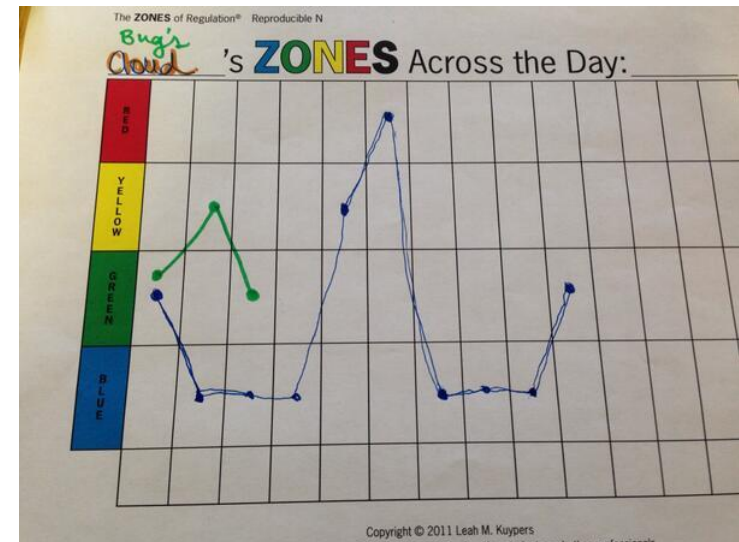 The ZONES of Regulation® Reproducible N
Bug's
Cloud 's ZONES Across the Day:
RED
YELLOW
GREEN
BLUE
Copyright © 2011 Leah M. Kuypers